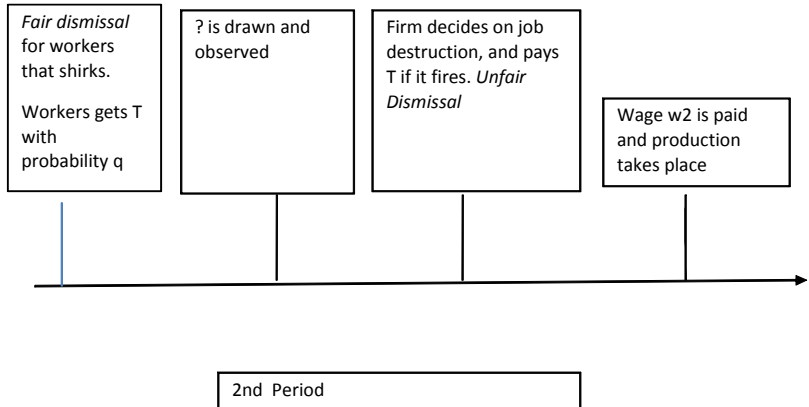 Fair dismissal
for workers
that shirks.
Workers gets T
with
probability q
? is drawn and
observed
Firm decides on job
destruction, and pays
T if it fires. Unfair
Dismissal
Wage w2 is paid
and production
takes place
2nd Period